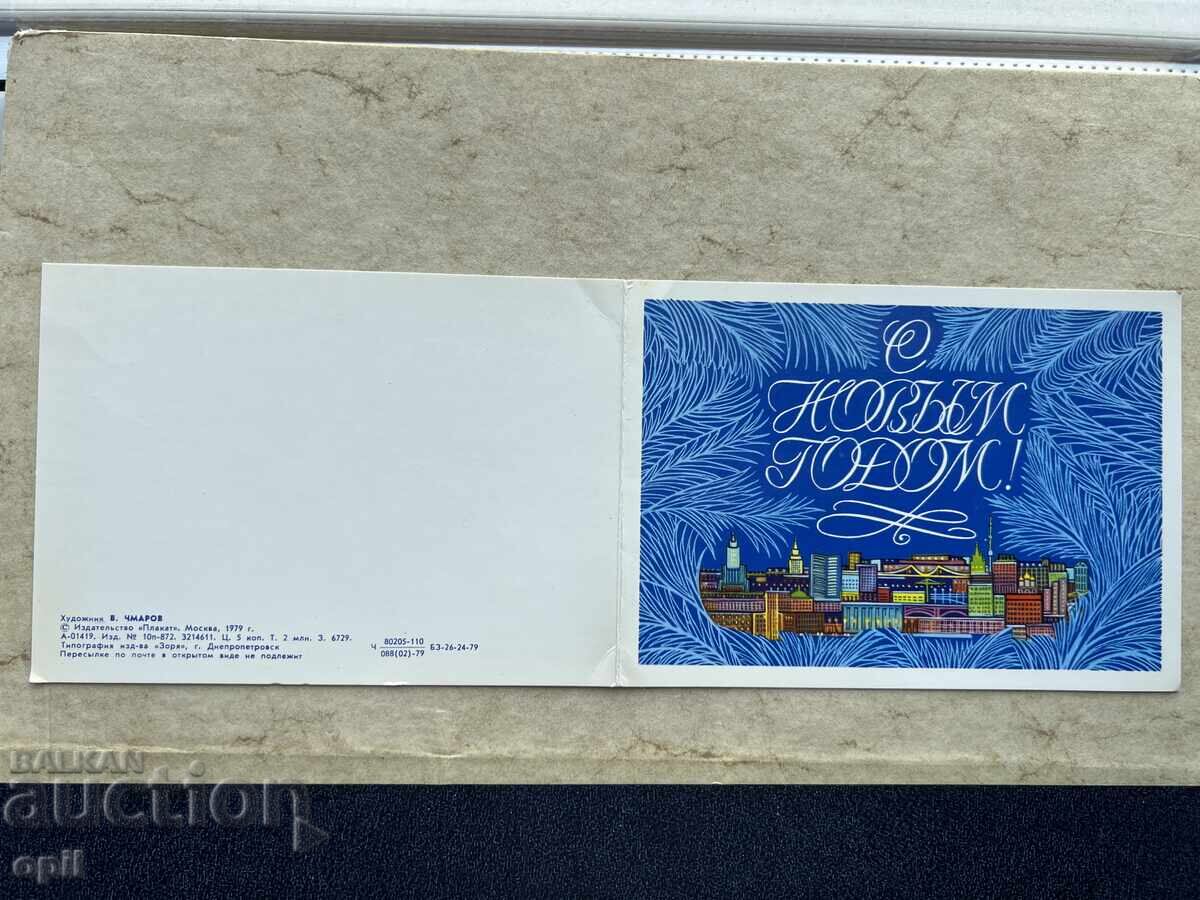 С
НОВЫМ
ГОДОМ!
Художник В. ЧМАРОВ
© Издательство «Плакат». Москва, 1979 г.
А-01419. Изд. № 10п-872. 3214611. Ц. 5 коп. Т. 2 млн. З. 6729.
Типография изд-ва «Зоря», г. Днепропетровск
Пересылке по почте в открытом виде не подлежит
Ч 80205-110
088(02)-79 БЗ-26-24-79
BALKAN
auction
opil